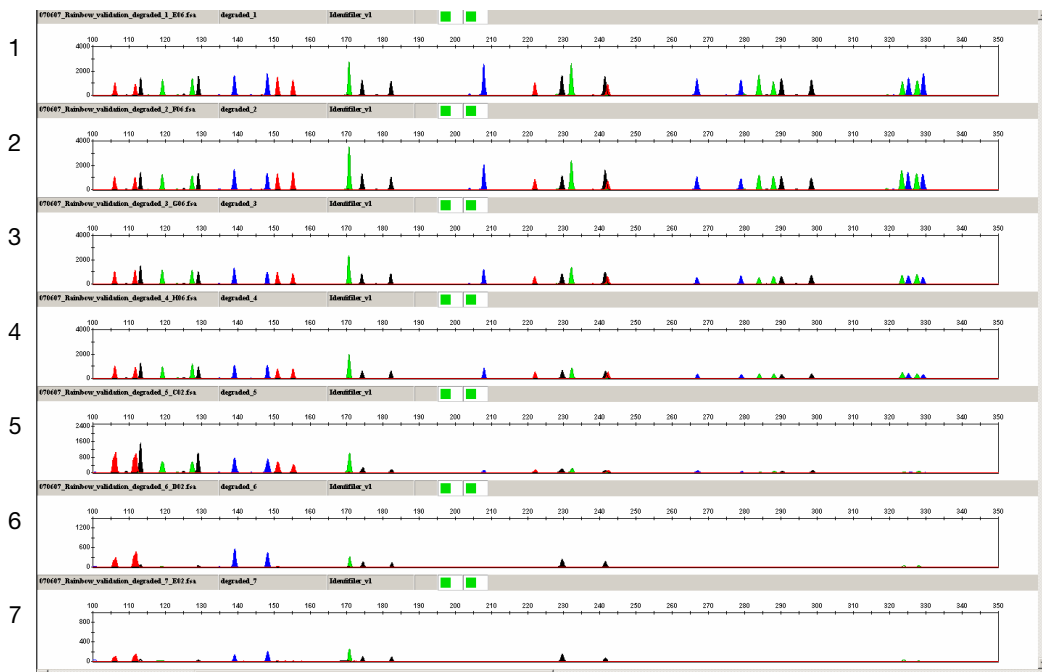 070607_Rainbow_validation_degraded_1_E06.fsa degraded_1 Identifiler_v1
1
100 110 120 130 140 150 160 170 180 190 200 210 220 230 240 250 260 270 280 290 300 310 320 330 340 350
4000
2000
0
070607_Rainbow_validation_degraded_2_F06.fsa degraded_2 Identifiler_v1
2
100 110 120 130 140 150 160 170 180 190 200 210 220 230 240 250 260 270 280 290 300 310 320 330 340 350
4000
2000
0
070607_Rainbow_validation_degraded_3_G06.fsa degraded_3 Identifiler_v1
3
100 110 120 130 140 150 160 170 180 190 200 210 220 230 240 250 260 270 280 290 300 310 320 330 340 350
4000
2000
0
070607_Rainbow_validation_degraded_4_H06.fsa degraded_4 Identifiler_v1
4
100 110 120 130 140 150 160 170 180 190 200 210 220 230 240 250 260 270 280 290 300 310 320 330 340 350
4000
2000
0
070607_Rainbow_validation_degraded_5_C02.fsa degraded_5 Identifiler_v1
5
100 110 120 130 140 150 160 170 180 190 200 210 220 230 240 250 260 270 280 290 300 310 320 330 340 350
2400
1600
800
0
070607_Rainbow_validation_degraded_6_D02.fsa degraded_6 Identifiler_v1
6
100 110 120 130 140 150 160 170 180 190 200 210 220 230 240 250 260 270 280 290 300 310 320 330 340 350
1200
800
400
0
070607_Rainbow_validation_degraded_7_E02.fsa degraded_7 Identifiler_v1
7
100 110 120 130 140 150 160 170 180 190 200 210 220 230 240 250 260 270 280 290 300 310 320 330 340 350
800
400
0